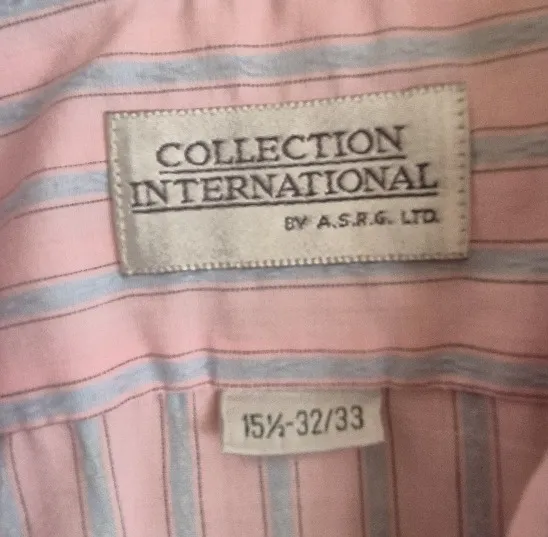 COLLECTION
INTERNATIONAL
BY A.S.R.G. LTD.
15½-32/33